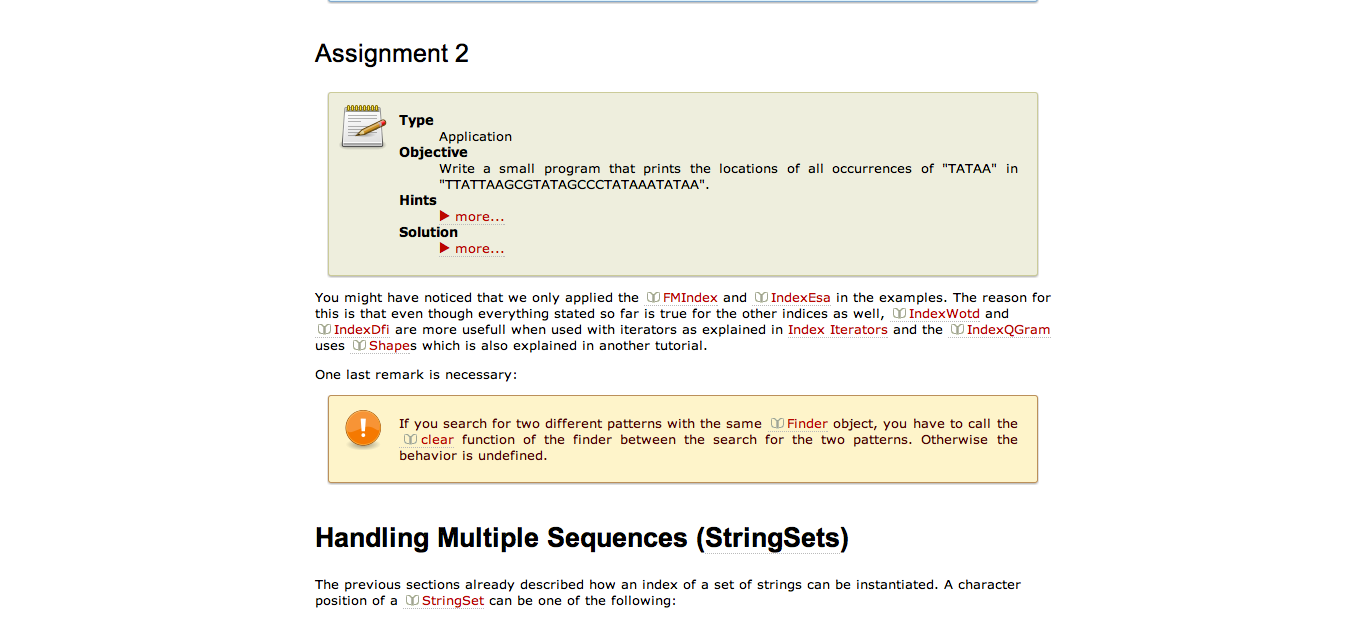 Assignment 2
Type
Application
Objective
Write a small program that prints the locations of all occurrences of "TATAA" in
"TTATTAAGCGTATAGCCCTATAAATATAA".
Hints
more...
Solution
more...
You might have noticed that we only applied the FMIndex and IndexEsa in the examples. The reason for
this is that even though everything stated so far is true for the other indices as well, IndexWotd and
IndexDfi are more usefull when used with iterators as explained in Index Iterators and the IndexQGram
uses Shapes which is also explained in another tutorial.
One last remark is necessary:
If you search for two different patterns with the same Finder object, you have to call the
clear function of the finder between the search for the two patterns. Otherwise the
behavior is undefined.
Handling Multiple Sequences (StringSets)
The previous sections already described how an index of a set of strings can be instantiated. A character
position of a StringSet can be one of the following: